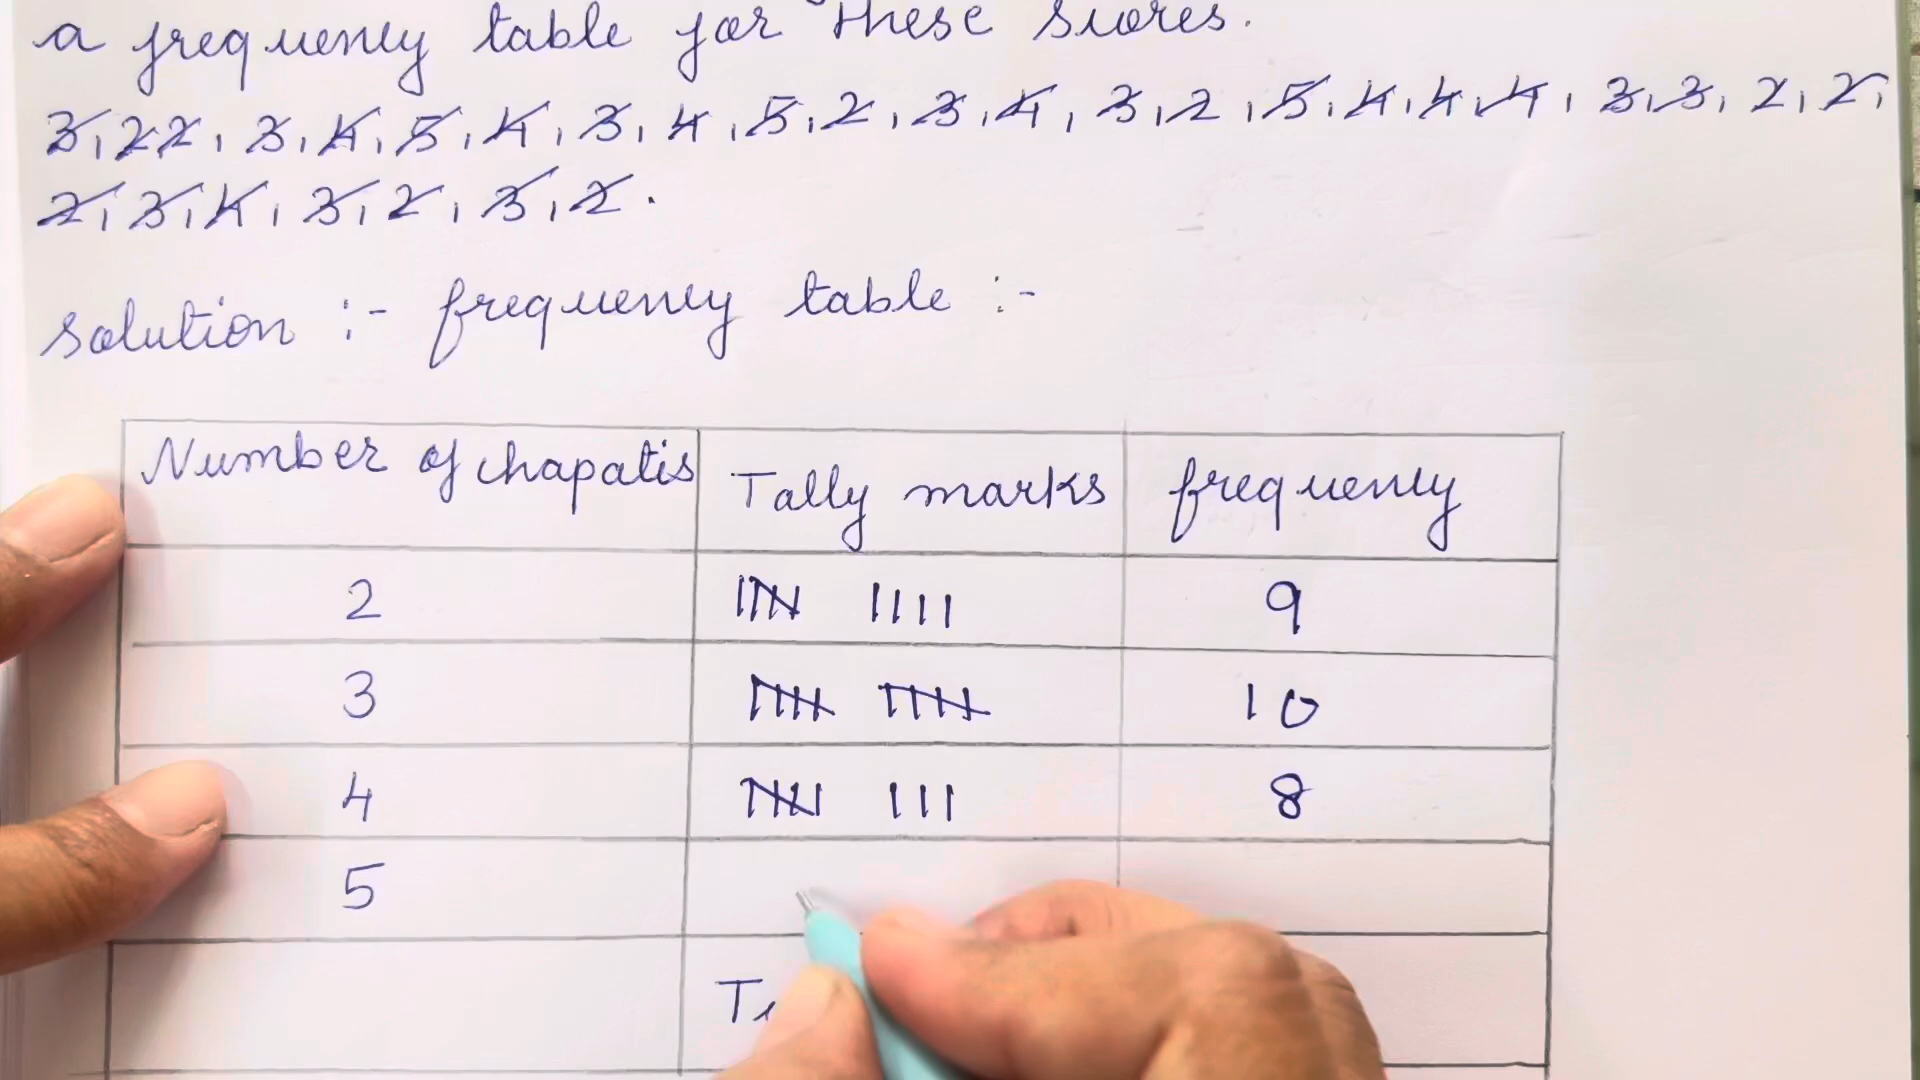 a frequency table for these scores.
3, 2 2, 3, 4, 5, 4, 3, 4, 5, 2, 3, 4, 3, 2, 5, 4, 4, 4, 3, 3, 2, 2,
2, 3, 4, 3, 2, 3, 2.
Solution :- frequency table :-
Number of chapatis Tally marks frequency
2 𝍸 |||| 9
3 𝍸 𝍸 10
4 𝍸 ||| 8
5